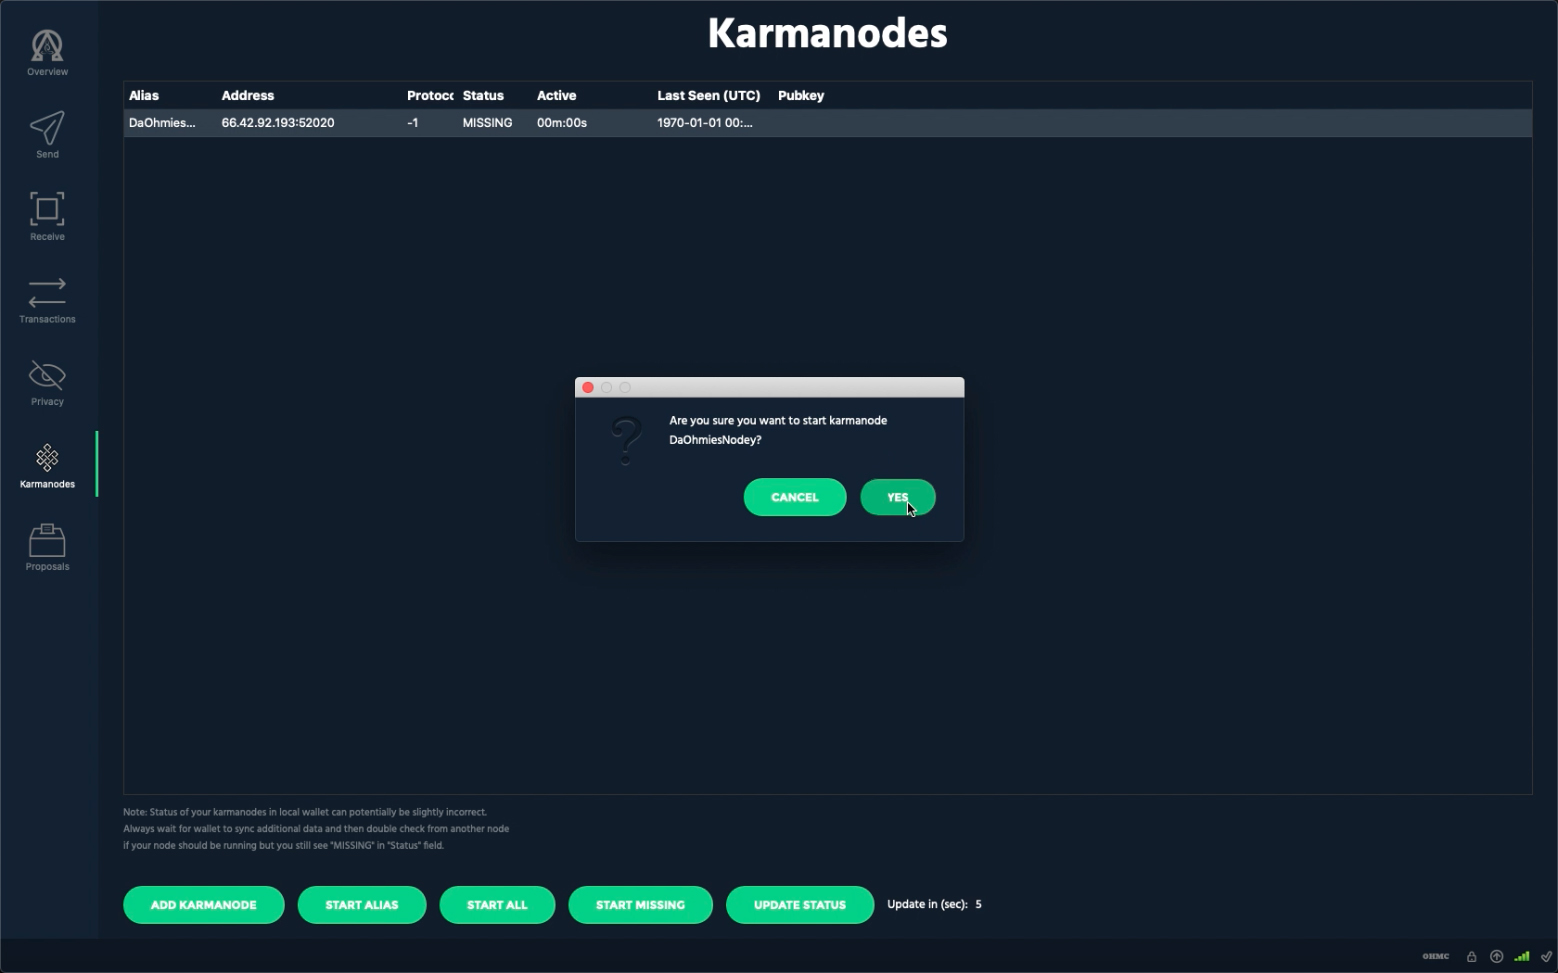 Karmanodes
Overview
Send
Receive
Transactions
Privacy
Karmanodes
Proposals
Alias Address Protocc Status Active Last Seen (UTC) Pubkey
DaOhmies... 66.42.92.193:52020 -1 MISSING 00m:00s 1970-01-01 00:...
Are you sure you want to start karmanode
DaOhmiesNodey?
CANCEL YES
Note: Status of your karmanodes in local wallet can potentially be slightly incorrect.
Always wait for wallet to sync additional data and then double check from another node
if your node should be running but you still see "MISSING" in "Status" field.
ADD KARMANODE START ALIAS START ALL START MISSING UPDATE STATUS Update in (sec): 5
OHMC